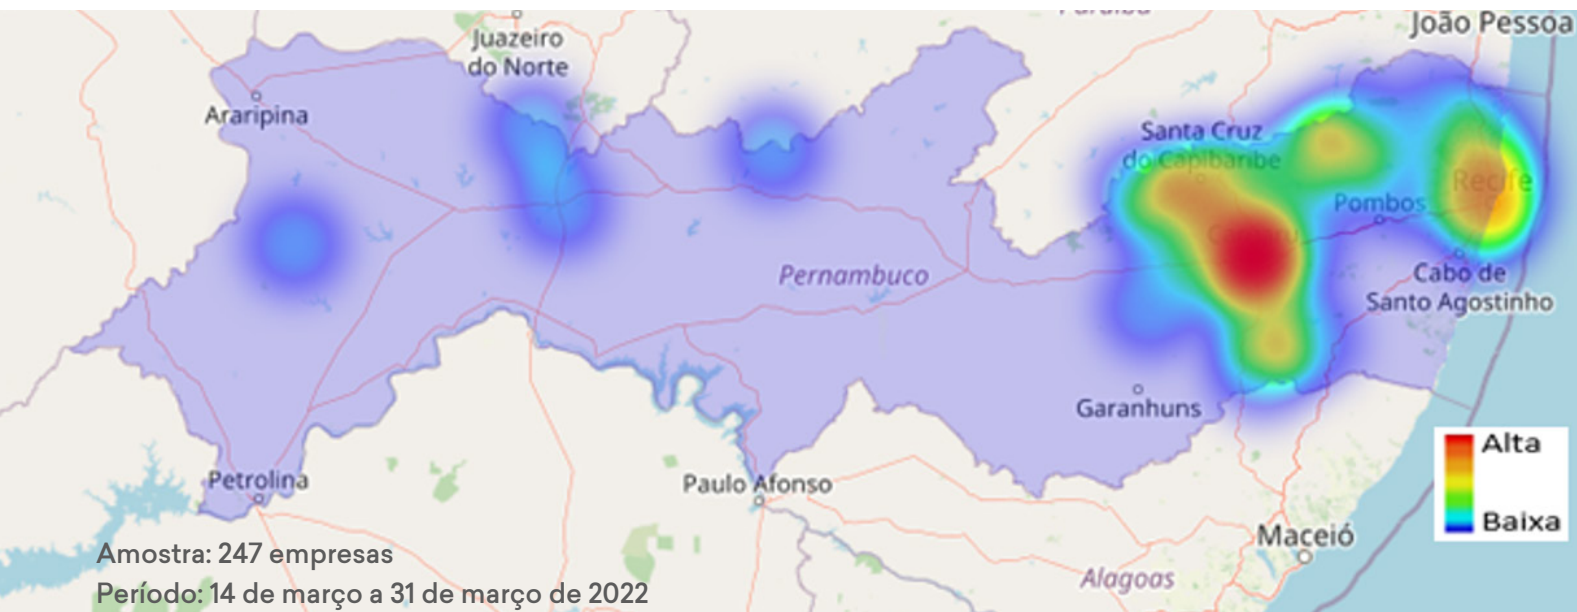 João Pessoa
Juazeiro
do Norte
Araripina
Santa Cruz
do Capibaribe
Recife
Pombos
Pernambuco
Cabo de
Santo Agostinho
Garanhuns
Petrolina
Paulo Afonso
Alta
Baixa
Maceió
Alagoas
Amostra: 247 empresas
Período: 14 de março a 31 de março de 2022